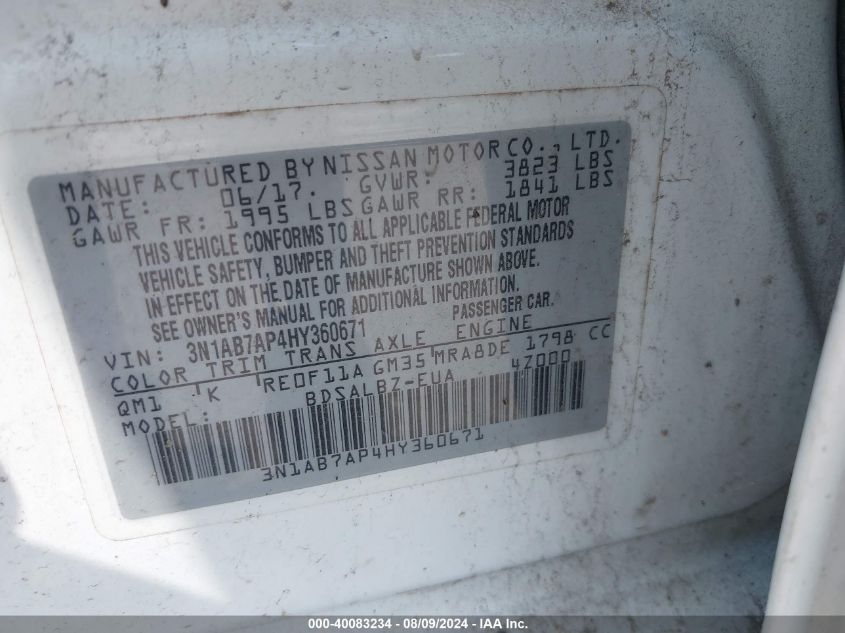 MANUFACTURED BY NISSAN MOTOR CO., LTD.
DATE: 06/17. GVWR: 3823 LBS
GAWR FR: 1995 LBS GAWR RR: 1841 LBS
THIS VEHICLE CONFORMS TO ALL APPLICABLE FEDERAL MOTOR
VEHICLE SAFETY, BUMPER AND THEFT PREVENTION STANDARDS
IN EFFECT ON THE DATE OF MANUFACTURE SHOWN ABOVE.
SEE OWNER'S MANUAL FOR ADDITIONAL INFORMATION.
VIN: 3N1AB7AP4HY360671 PASSENGER CAR.
COLOR TRIM TRANS AXLE ENGINE
QM1 K RE0F11A GM35 MRA8DE 1798 CC
MODEL: BDSALBZ-EUA 4Z000
3N1AB7AP4HY360671
000-40083234 - 08/09/2024 - IAA Inc.